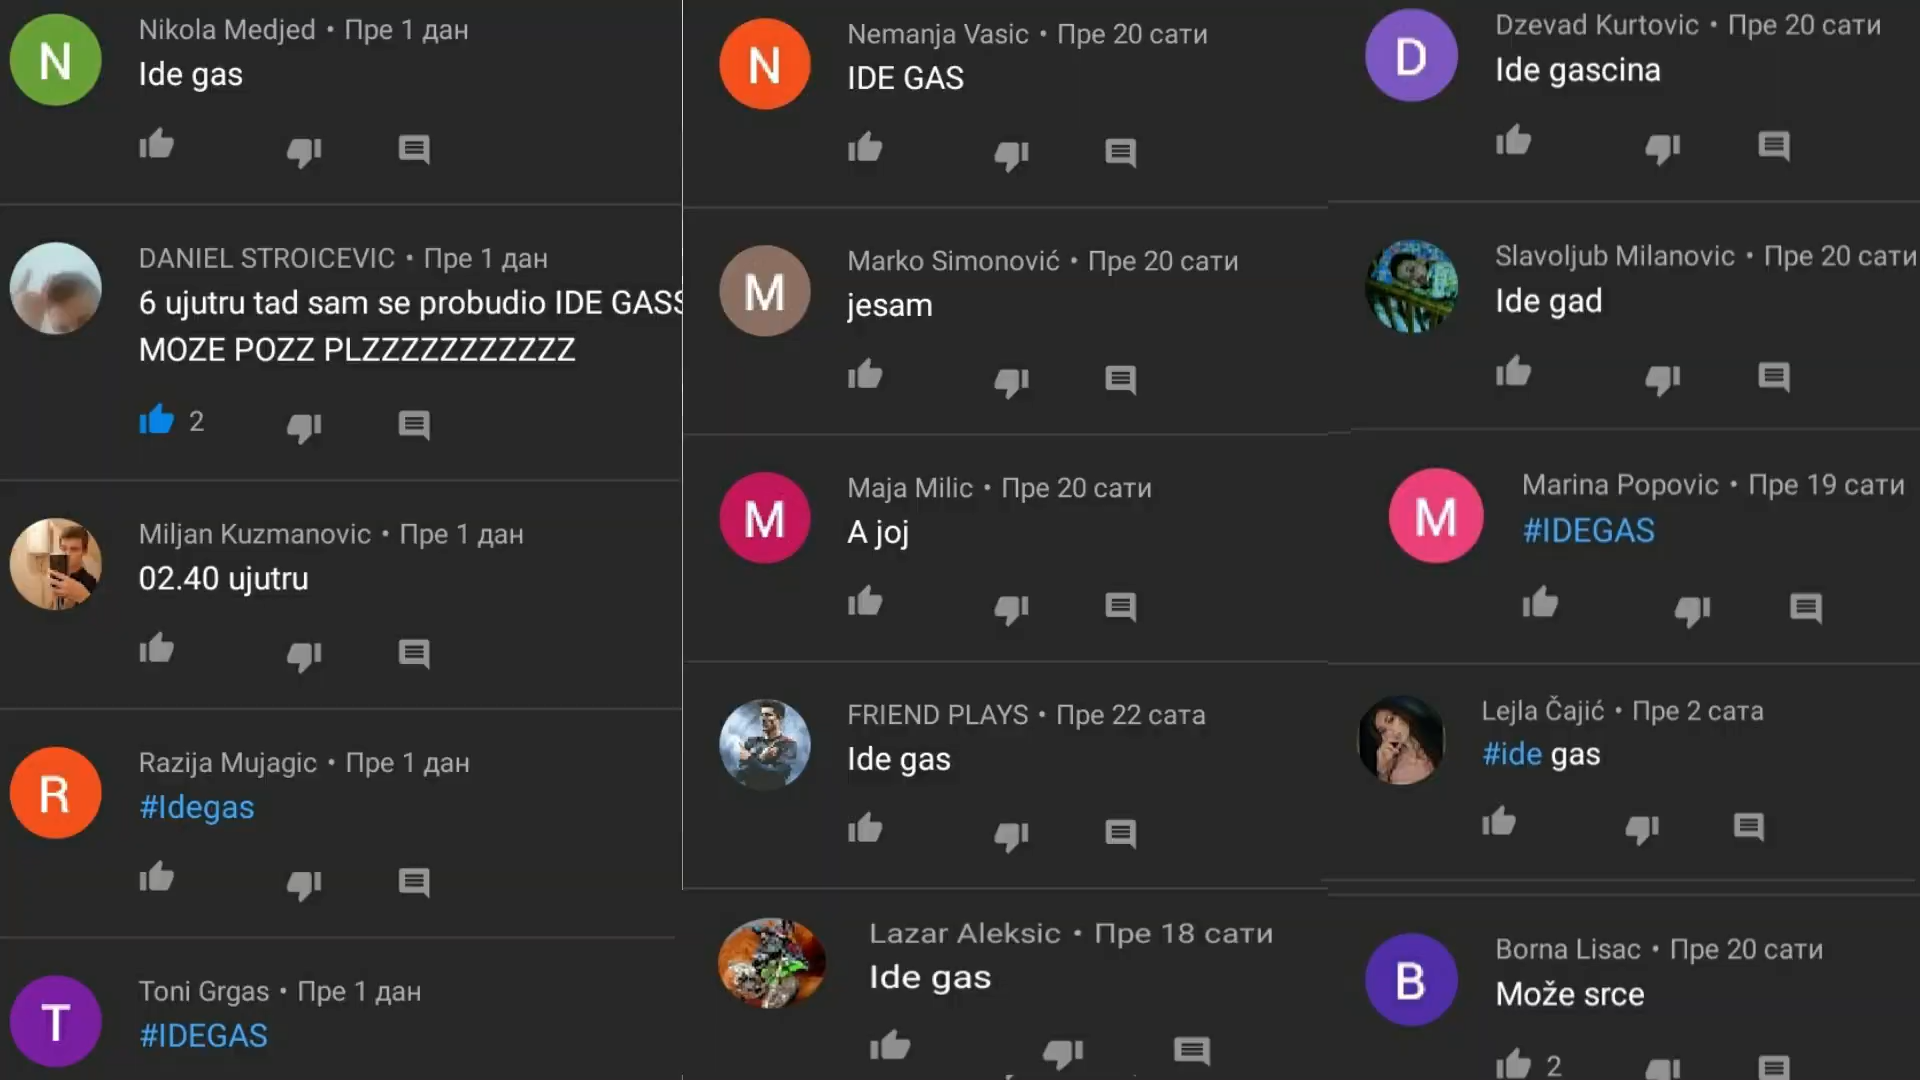 Nikola Medjed • Пре 1 дан
Ide gas
DANIEL STROICEVIC • Пре 1 дан
6 ujutru tad sam se probudio IDE GASS
MOZE POZZ PLZZZZZZZZZZZ
2
Miljan Kuzmanovic • Пре 1 дан
02.40 ujutru
Razija Mujagic • Пре 1 дан
#Idegas
Toni Grgas • Пре 1 дан
#IDEGAS
Nemanja Vasic • Пре 20 сати
IDE GAS
Marko Simonović • Пре 20 сати
jesam
Maja Milic • Пре 20 сати
A joj
FRIEND PLAYS • Пре 22 сата
Ide gas
Lazar Aleksic • Пре 18 сати
Ide gas
Dzevad Kurtovic • Пре 20 сати
Ide gascina
Slavoljub Milanovic • Пре 20 сати
Ide gad
Marina Popovic • Пре 19 сати
#IDEGAS
Lejla Čajić • Пре 2 сата
#ide gas
Borna Lisac • Пре 20 сати
Može srce
2
N
R
T
N
M
M
D
M
B